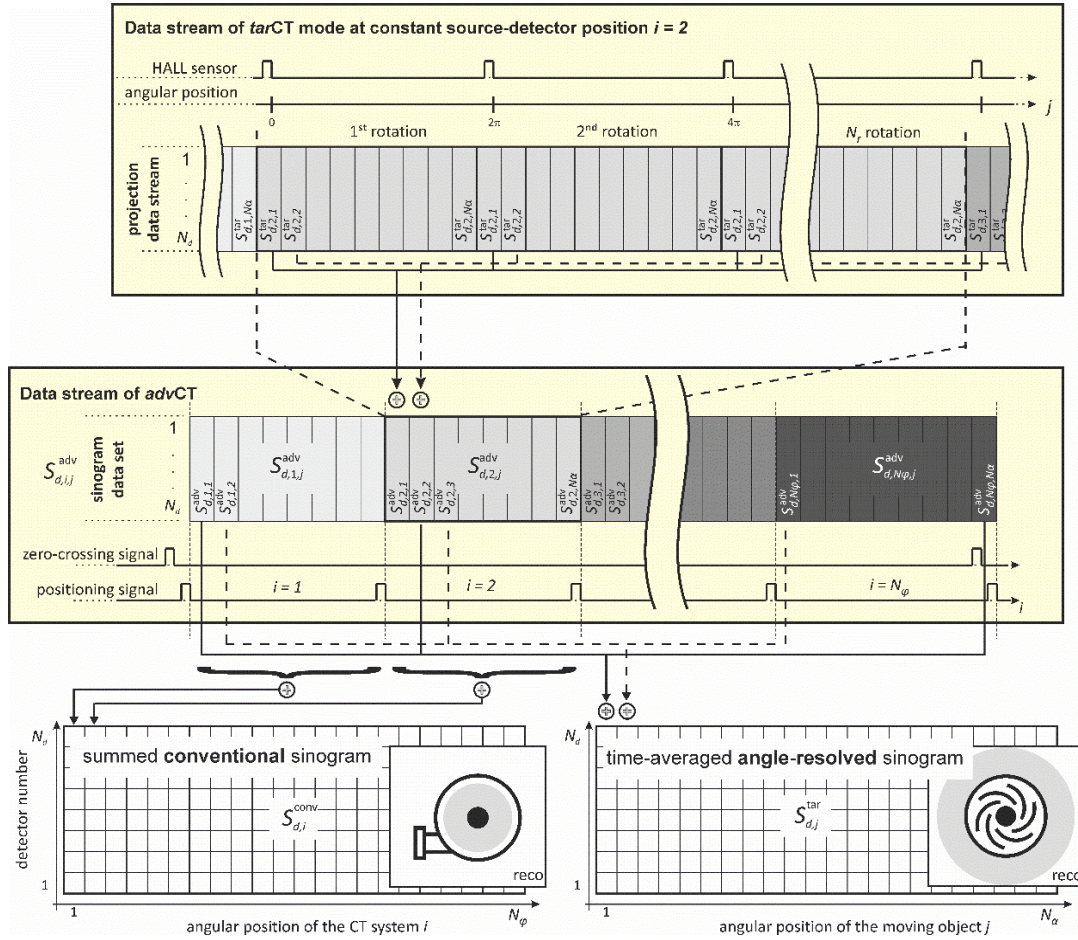 Data stream of tarCT mode at constant source-detector position i = 2
HALL sensor
angular position
j
0
2π
4π
1st rotation
2nd rotation
Nr rotation
projection
data stream
1
Nd
S tar d,1,Nα
S tar d,2,1
S tar d,2,2
S tar d,2,Nα
S tar d,2,1
S tar d,2,2
S tar d,2,Nα
S tar d,2,1
S tar d,2,2
S tar d,2,Nα
S tar d,3,1
Data stream of advCT
S adv d,i,j
sinogram
data set
1
Nd
S adv d,1,1
S adv d,1,2
S adv d,1,j
S adv d,2,1
S adv d,2,2
S adv d,2,3
S adv d,2,j
S adv d,2,Nα
S adv d,3,1
S adv d,3,2
S adv d,Nφ,1
S adv d,Nφ,j
S adv d,Nφ,Nα
zero-crossing signal
positioning signal
i = 1
i = 2
i = Nφ
i
Nd
detector number
1
summed conventional sinogram
S conv d,i
reco
1
Nφ
angular position of the CT system i
Nd
1
time-averaged angle-resolved sinogram
S tar d,j
reco
1
Nα
angular position of the moving object j